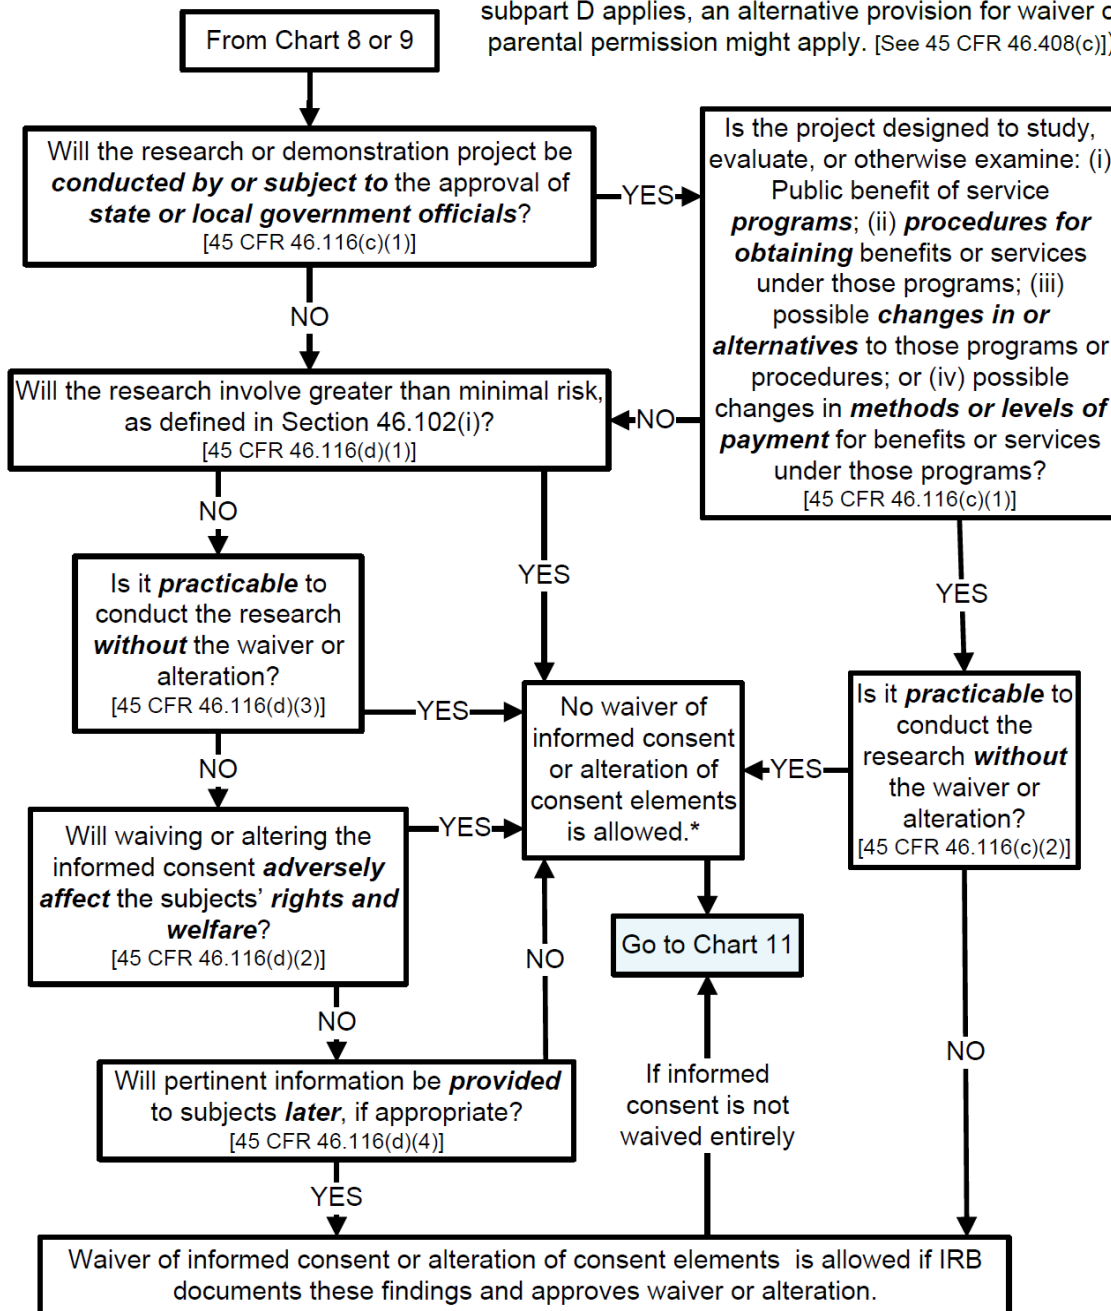 subpart D applies, an alternative provision for waiver o
parental permission might apply. [See 45 CFR 46.408(c)])
From Chart 8 or 9
Will the research or demonstration project be
conducted by or subject to the approval of
state or local government officials?
[45 CFR 46.116(c)(1)]
YES
Is the project designed to study,
evaluate, or otherwise examine: (i)
Public benefit of service
programs; (ii) procedures for
obtaining benefits or services
under those programs; (iii)
possible changes in or
alternatives to those programs or
procedures; or (iv) possible
changes in methods or levels of
payment for benefits or services
under those programs?
[45 CFR 46.116(c)(1)]
NO
Will the research involve greater than minimal risk,
as defined in Section 46.102(i)?
[45 CFR 46.116(d)(1)]
NO
NO
YES
YES
Is it practicable to
conduct the research
without the waiver or
alteration?
[45 CFR 46.116(d)(3)]
YES
No waiver of
informed consent
or alteration of
consent elements
is allowed.*
YES
Is it practicable to
conduct the
research without
the waiver or
alteration?
[45 CFR 46.116(c)(2)]
NO
Will waiving or altering the
informed consent adversely
affect the subjects' rights and
welfare?
[45 CFR 46.116(d)(2)]
YES
Go to Chart 11
NO
NO
NO
Will pertinent information be provided
to subjects later, if appropriate?
[45 CFR 46.116(d)(4)]
If informed
consent is not
waived entirely
YES
Waiver of informed consent or alteration of consent elements is allowed if IRB
documents these findings and approves waiver or alteration.